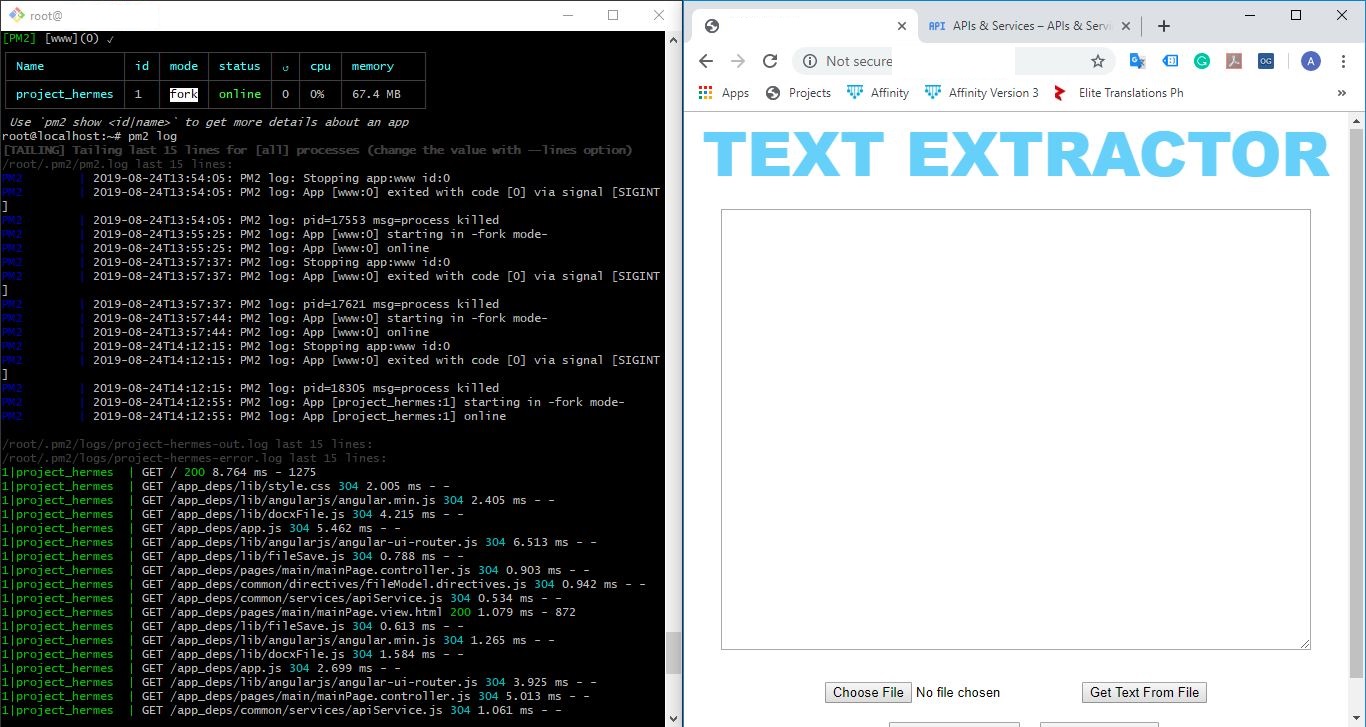 root@
[PM2] [www](0) ✓
Name id mode status ↺ cpu memory
project_hermes 1 fork online 0 0% 67.4 MB
Use `pm2 show <id|name>` to get more details about an app
root@localhost:~# pm2 log
[TAILING] Tailing last 15 lines for [all] processes (change the value with --lines option)
/root/.pm2/pm2.log last 15 lines:
PM2 | 2019-08-24T13:54:05: PM2 log: Stopping app:www id:0
PM2 | 2019-08-24T13:54:05: PM2 log: App [www:0] exited with code [0] via signal [SIGINT
]
PM2 | 2019-08-24T13:54:05: PM2 log: pid=17553 msg=process killed
PM2 | 2019-08-24T13:55:25: PM2 log: App [www:0] starting in -fork mode-
PM2 | 2019-08-24T13:55:25: PM2 log: App [www:0] online
PM2 | 2019-08-24T13:57:37: PM2 log: Stopping app:www id:0
PM2 | 2019-08-24T13:57:37: PM2 log: App [www:0] exited with code [0] via signal [SIGINT
]
PM2 | 2019-08-24T13:57:37: PM2 log: pid=17621 msg=process killed
PM2 | 2019-08-24T13:57:44: PM2 log: App [www:0] starting in -fork mode-
PM2 | 2019-08-24T13:57:44: PM2 log: App [www:0] online
PM2 | 2019-08-24T14:12:15: PM2 log: Stopping app:www id:0
PM2 | 2019-08-24T14:12:15: PM2 log: App [www:0] exited with code [0] via signal [SIGINT
]
PM2 | 2019-08-24T14:12:15: PM2 log: pid=18305 msg=process killed
PM2 | 2019-08-24T14:12:55: PM2 log: App [project_hermes:1] starting in -fork mode-
PM2 | 2019-08-24T14:12:55: PM2 log: App [project_hermes:1] online
/root/.pm2/logs/project-hermes-out.log last 15 lines:
/root/.pm2/logs/project-hermes-error.log last 15 lines:
1|project_hermes | GET / 200 8.764 ms - 1275
1|project_hermes | GET /app_deps/lib/style.css 304 2.005 ms - -
1|project_hermes | GET /app_deps/lib/angularjs/angular.min.js 304 2.405 ms - -
1|project_hermes | GET /app_deps/lib/docxFile.js 304 4.215 ms - -
1|project_hermes | GET /app_deps/app.js 304 5.462 ms - -
1|project_hermes | GET /app_deps/lib/angularjs/angular-ui-router.js 304 6.513 ms - -
1|project_hermes | GET /app_deps/lib/fileSave.js 304 0.788 ms - -
1|project_hermes | GET /app_deps/pages/main/mainPage.controller.js 304 0.903 ms - -
1|project_hermes | GET /app_deps/common/directives/fileModel.directives.js 304 0.942 ms - -
1|project_hermes | GET /app_deps/common/services/apiService.js 304 0.534 ms - -
1|project_hermes | GET /app_deps/pages/main/mainPage.view.html 200 1.079 ms - 872
1|project_hermes | GET /app_deps/lib/fileSave.js 304 0.613 ms - -
1|project_hermes | GET /app_deps/lib/angularjs/angular.min.js 304 1.265 ms - -
1|project_hermes | GET /app_deps/lib/docxFile.js 304 1.584 ms - -
1|project_hermes | GET /app_deps/app.js 304 2.699 ms - -
1|project_hermes | GET /app_deps/lib/angularjs/angular-ui-router.js 304 3.925 ms - -
1|project_hermes | GET /app_deps/pages/main/mainPage.controller.js 304 5.013 ms - -
1|project_hermes | GET /app_deps/common/services/apiService.js 304 1.061 ms - -
API APIs & Services – APIs & Servi
Not secure
OG A
Apps Projects Affinity Affinity Version 3 Elite Translations Ph »
TEXT EXTRACTOR
Choose File No file chosen Get Text From File